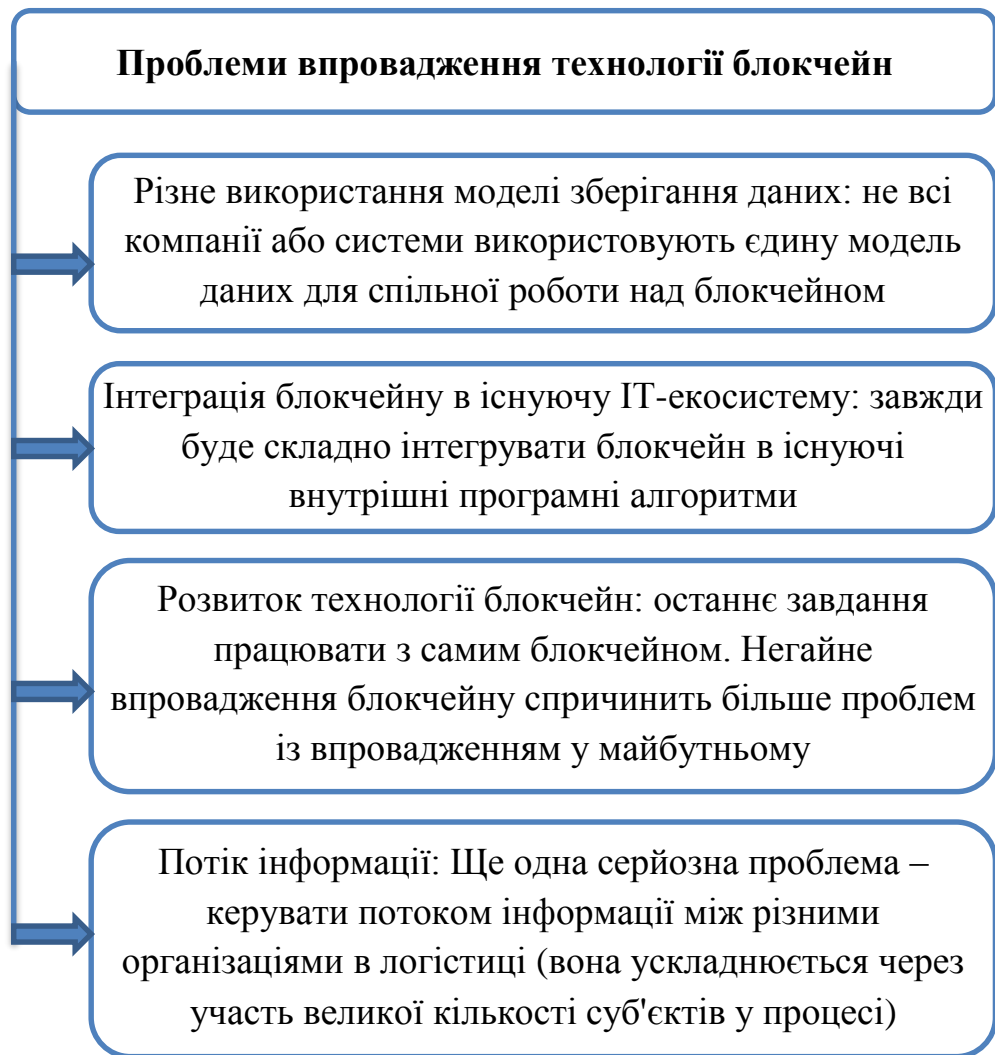 Проблеми впровадження технології блокчейн
Різне використання моделі зберігання даних: не всі
компанії або системи використовують єдину модель
даних для спільної роботи над блокчейном
Інтеграція блокчейну в існуючу ІТ-екосистему: завжди
буде складно інтегрувати блокчейн в існуючі
внутрішні програмні алгоритми
Розвиток технології блокчейн: останнє завдання
працювати з самим блокчейном. Негайне
впровадження блокчейну спричинить більше проблем
із впровадженням у майбутньому
Потік інформації: Ще одна серйозна проблема –
керувати потоком інформації між різними
організаціями в логістиці (вона ускладнюється через
участь великої кількості суб'єктів у процесі)